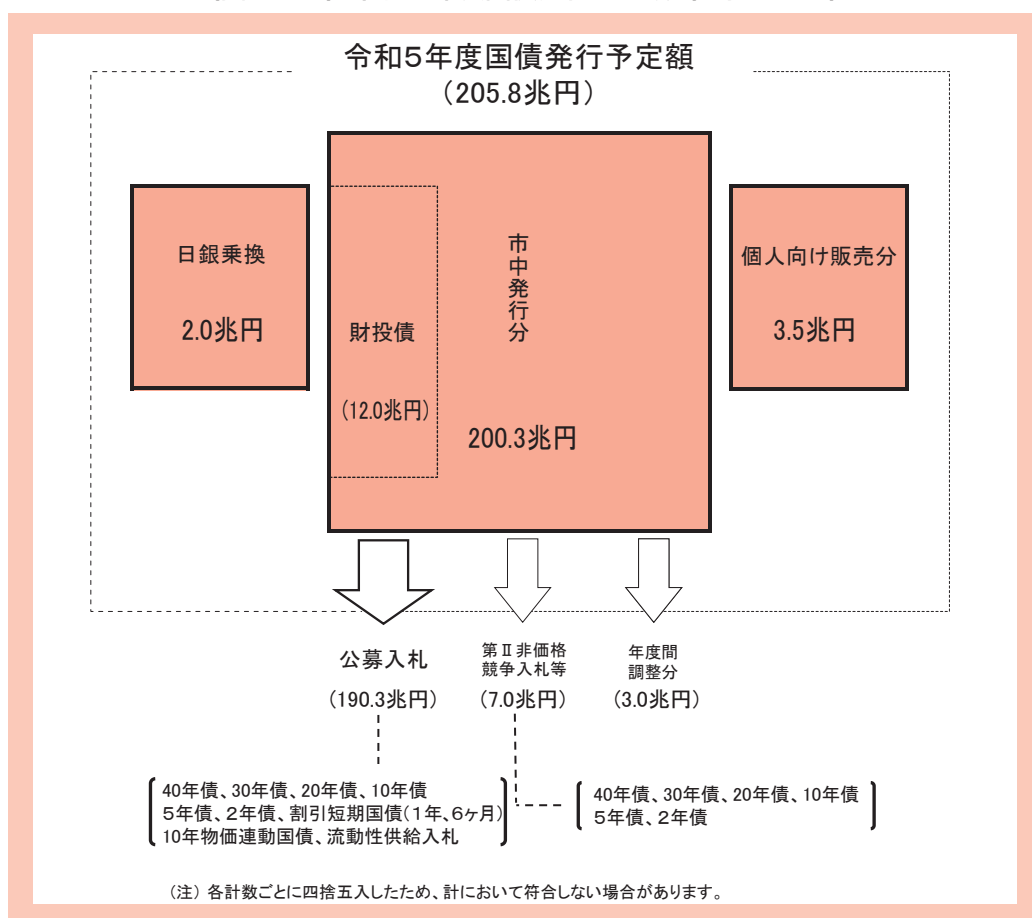 令和5年度国債発行予定額
（205.8兆円）
日銀乗換
2.0兆円
財投債
（12.0兆円）
市中発行分
200.3兆円
個人向け販売分
3.5兆円
公募入札
（190.3兆円）
第Ⅱ非価格
競争入札等
（7.0兆円）
年度間
調整分
（3.0兆円）
40年債、30年債、20年債、10年債
5年債、2年債、割引短期国債（1年、6ヶ月）
10年物価連動国債、流動性供給入札
40年債、30年債、20年債、10年債
5年債、2年債
（注）各計数ごとに四捨五入したため、計において符合しない場合があります。